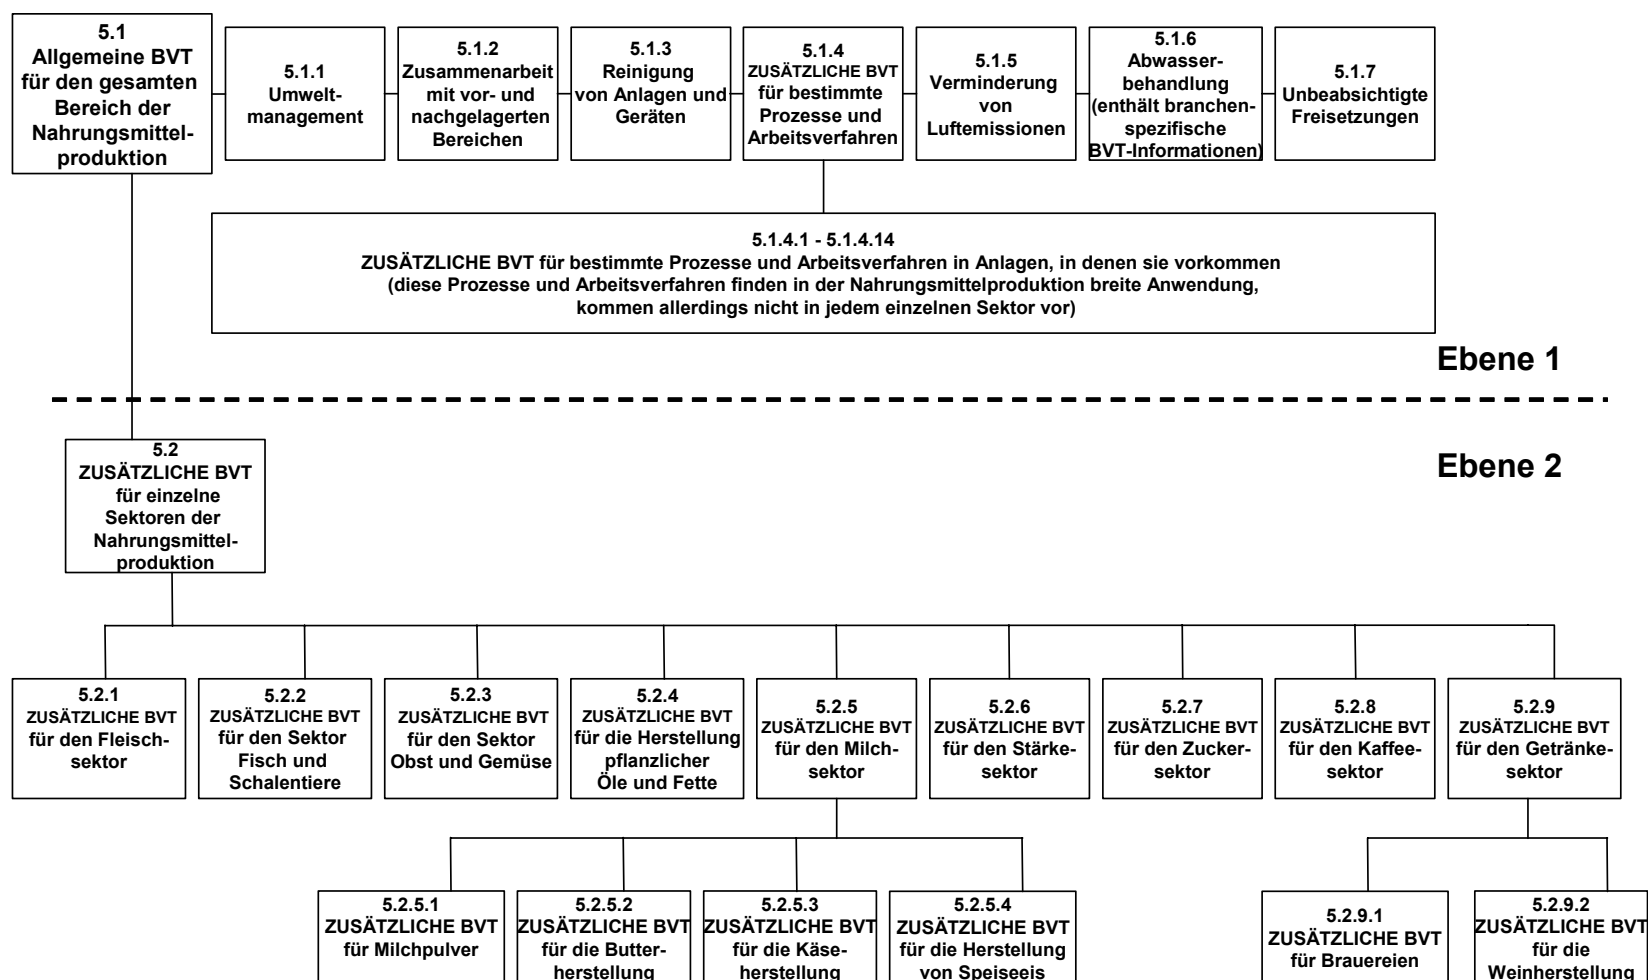 5.1
Allgemeine BVT
für den gesamten
Bereich der
Nahrungsmittel-
produktion
5.1.1
Umwelt-
management
5.1.2
Zusammenarbeit
mit vor- und
nachgelagerten
Bereichen
5.1.3
Reinigung
von Anlagen und
Geräten
5.1.4
ZUSÄTZLICHE BVT
für bestimmte
Prozesse und
Arbeitsverfahren
5.1.5
Verminderung
von
Luftemissionen
5.1.6
Abwasser-
behandlung
(enthält branchen-
spezifische
BVT-Informationen)
5.1.7
Unbeabsichtigte
Freisetzungen
5.1.4.1 - 5.1.4.14
ZUSÄTZLICHE BVT für bestimmte Prozesse und Arbeitsverfahren in Anlagen, in denen sie vorkommen
(diese Prozesse und Arbeitsverfahren finden in der Nahrungsmittelproduktion breite Anwendung,
kommen allerdings nicht in jedem einzelnen Sektor vor)
Ebene 1
Ebene 2
5.2
ZUSÄTZLICHE BVT
für einzelne
Sektoren der
Nahrungsmittel-
produktion
5.2.1
ZUSÄTZLICHE BVT
für den Fleisch-
sektor
5.2.2
ZUSÄTZLICHE BVT
für den Sektor
Fisch und
Schalentiere
5.2.3
ZUSÄTZLICHE BVT
für den Sektor
Obst und Gemüse
5.2.4
ZUSÄTZLICHE BVT
für die Herstellung
pflanzlicher
Öle und Fette
5.2.5
ZUSÄTZLICHE BVT
für den Milch-
sektor
5.2.6
ZUSÄTZLICHE BVT
für den Stärke-
sektor
5.2.7
ZUSÄTZLICHE BVT
für den Zucker-
sektor
5.2.8
ZUSÄTZLICHE BVT
für den Kaffee-
sektor
5.2.9
ZUSÄTZLICHE BVT
für den Getränke-
sektor
5.2.5.1
ZUSÄTZLICHE BVT
für Milchpulver
5.2.5.2
ZUSÄTZLICHE BVT
für die Butter-
herstellung
5.2.5.3
ZUSÄTZLICHE BVT
für die Käse-
herstellung
5.2.5.4
ZUSÄTZLICHE BVT
für die Herstellung
von Speiseeis
5.2.9.1
ZUSÄTZLICHE BVT
für Brauereien
5.2.9.2
ZUSÄTZLICHE BVT
für die
Weinherstellung